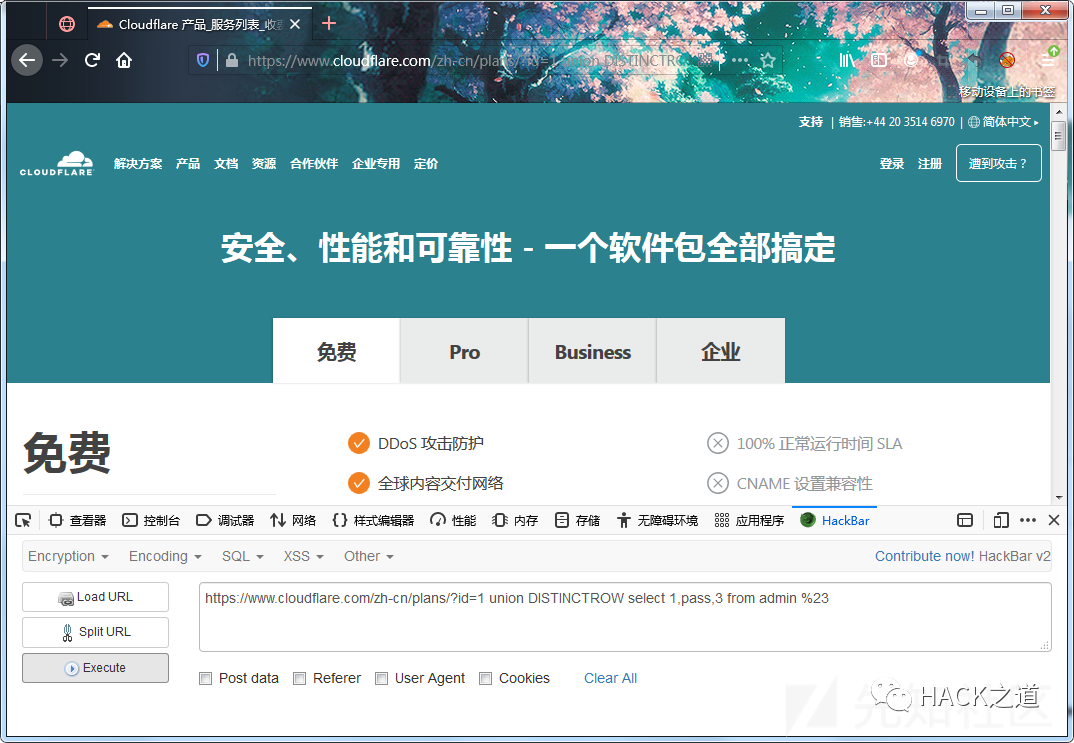 Cloudflare 产品_服务列表_收
https://www.cloudflare.com/zh-cn/plans/?id=1 union DISTINCTROW
移动设备上的书签
支持 | 销售:+44 20 3514 6970 | 简体中文
CLOUDFLARE
解决方案 产品 文档 资源 合作伙伴 企业专用 定价
登录 注册 遭到攻击？
安全、性能和可靠性 - 一个软件包全部搞定
免费 Pro Business 企业
免费
DDoS 攻击防护
100% 正常运行时间 SLA
全球内容交付网络
CNAME 设置兼容性
查看器 控制台 调试器 网络 样式编辑器 性能 内存 存储 无障碍环境 应用程序 HackBar
Encryption Encoding SQL XSS Other
Contribute now! HackBar v2
Load URL
https://www.cloudflare.com/zh-cn/plans/?id=1 union DISTINCTROW select 1,pass,3 from admin %23
Split URL
Execute
Post data Referer User Agent Cookies Clear All
HACK之道
先知社区